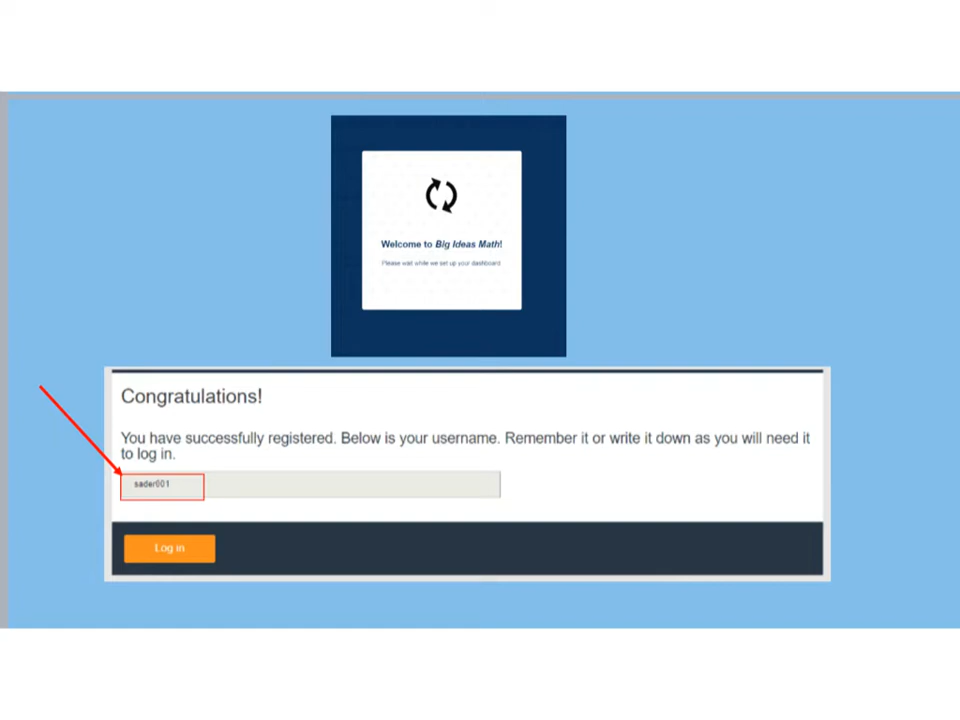 Welcome to Big Ideas Math!
Please wait while we set up your dashboard.
Congratulations!
You have successfully registered. Below is your username. Remember it or write it down as you will need it
to log in.
sader001
Log in